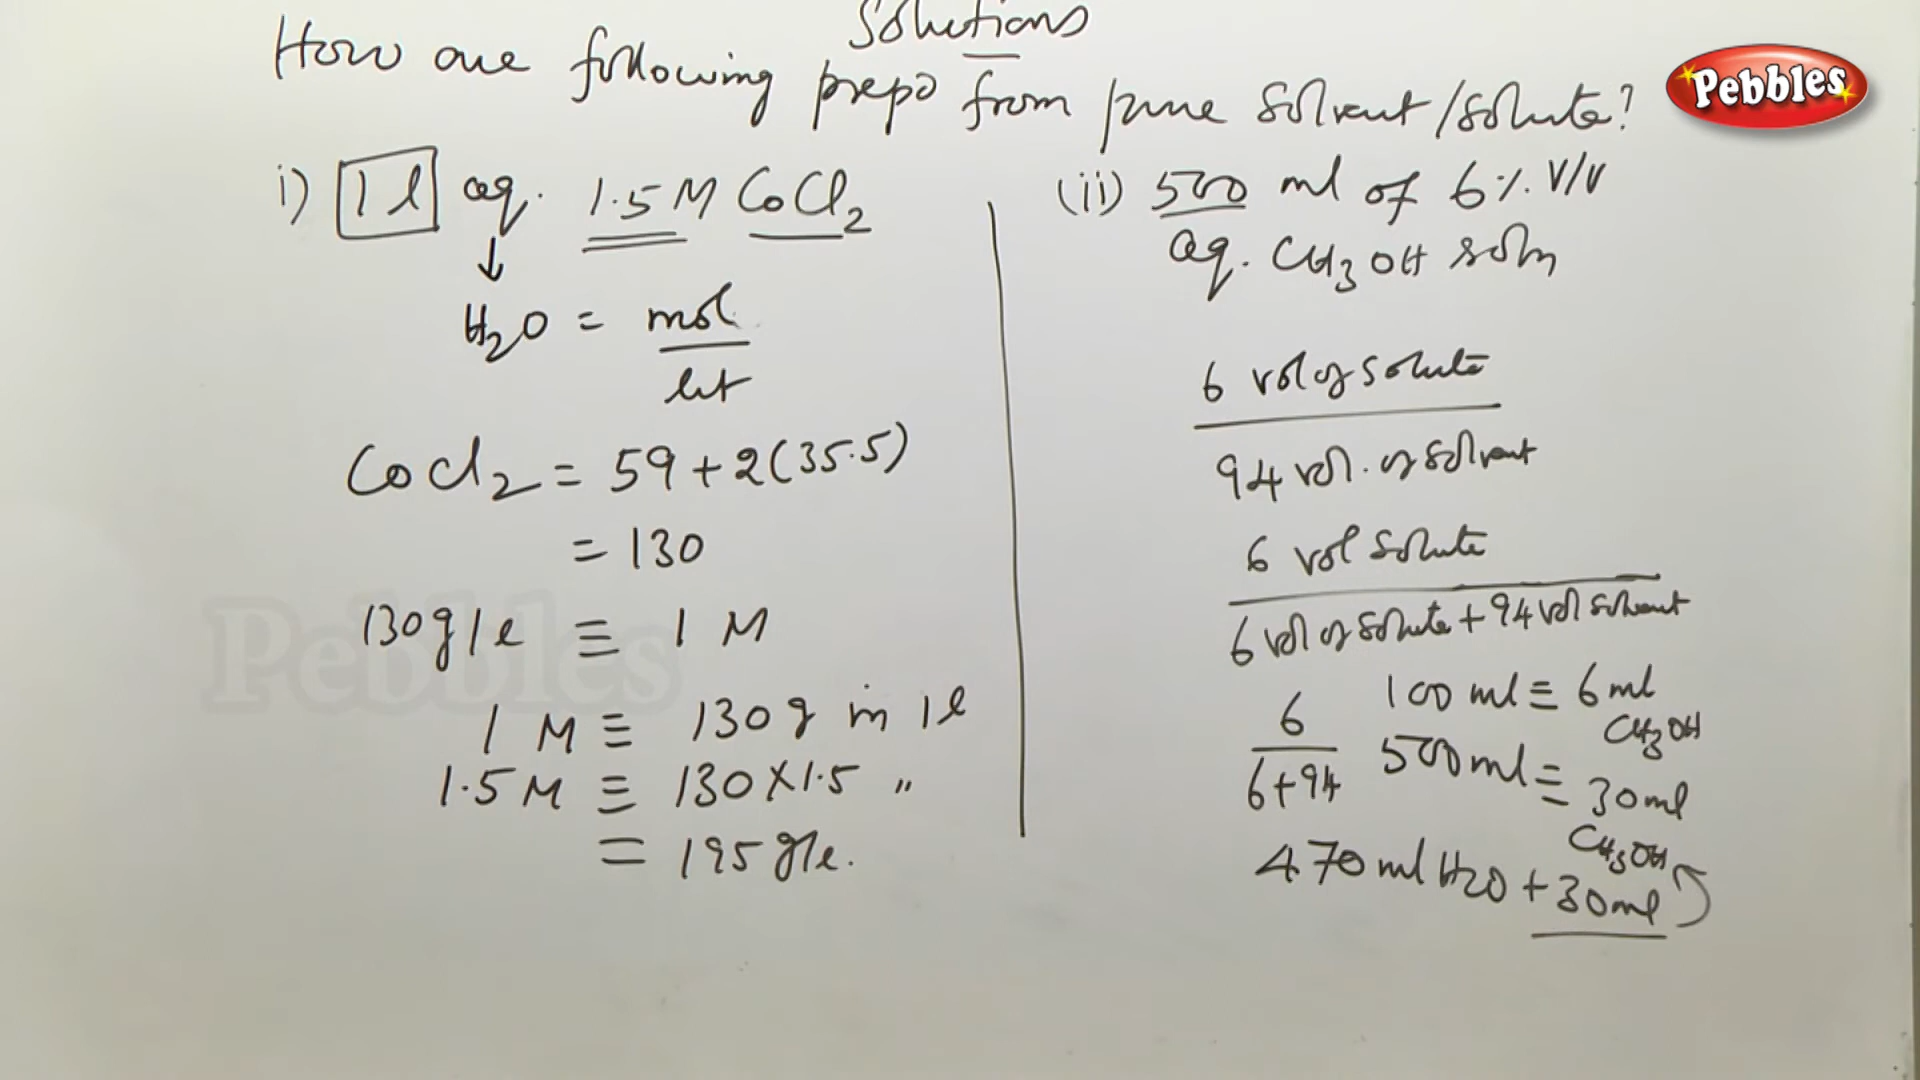 Solutions
How are following prepd from pure solvent/solute?
Pebbles
i) 1 l aq. 1.5 M CoCl2
↓
H2O = mol
lit
CoCl2 = 59 + 2(35.5)
= 130
130 g/l ≡ 1 M
1 M ≡ 130 g in 1 l
1.5 M ≡ 130 X 1.5 "
= 195 g/l.
(ii) 500 ml of 6 % V/V
aq. CH3OH soln
6 vol of solute
94 vol. of solvent
6 vol solute
6 vol of solute + 94 vol solvent
6
6+94
100 ml ≡ 6 ml
CH3OH
500 ml ≡ 30 ml
CH3OH
470 ml H2O + 30 ml
Pebbles